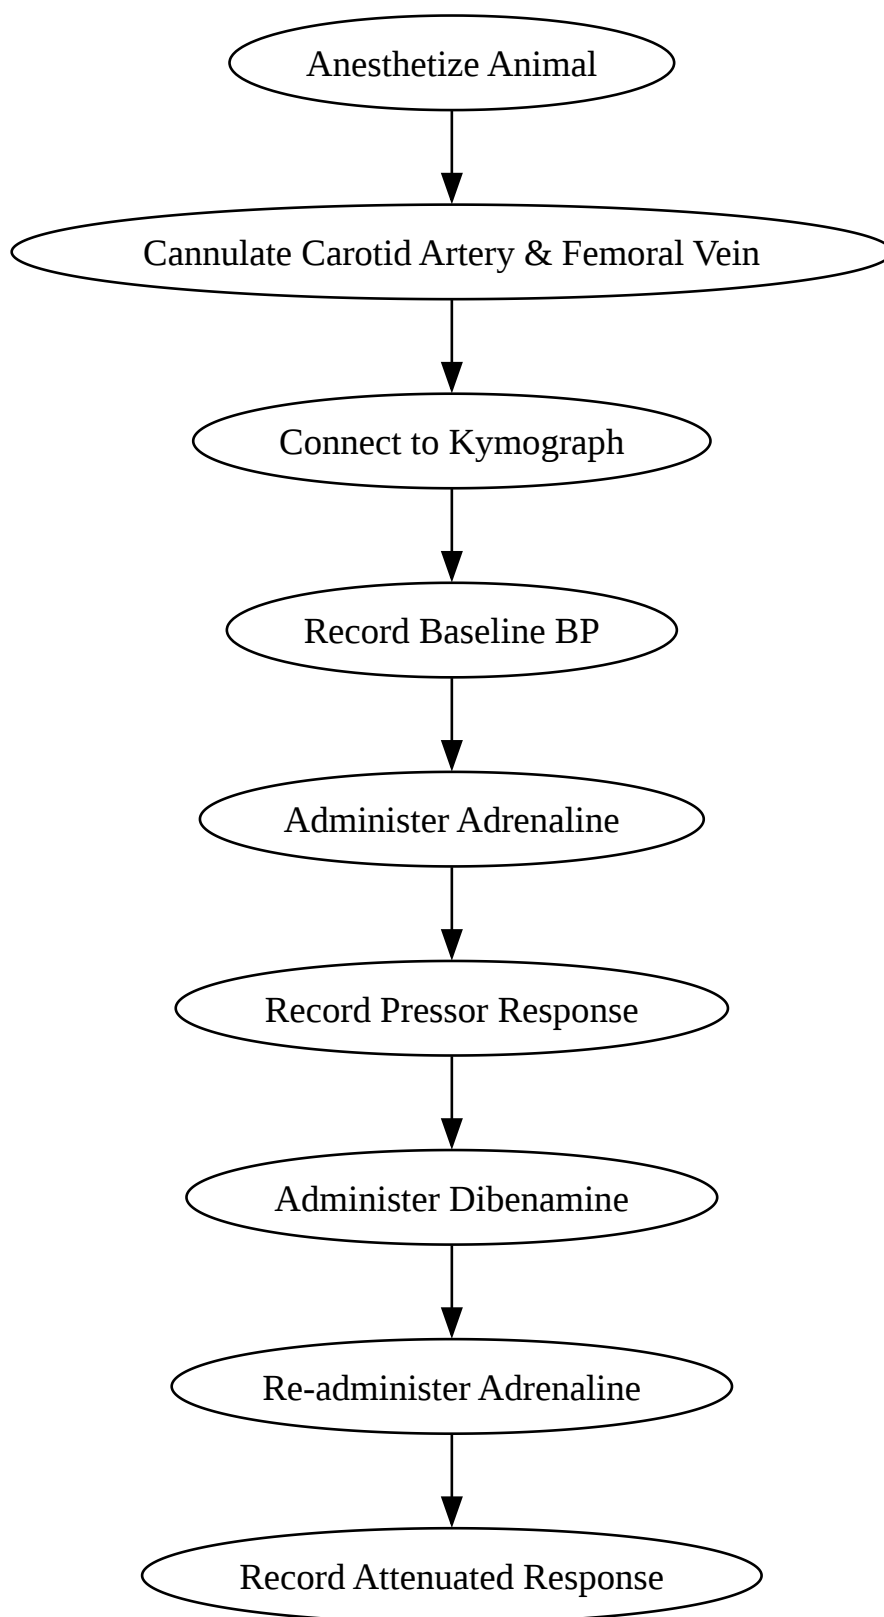 Anesthetize Animal
Cannulate Carotid Artery & Femoral Vein
Connect to Kymograph
Record Baseline BP
Administer Adrenaline
Record Pressor Response
Administer Dibenamine
Re-administer Adrenaline
Record Attenuated Response